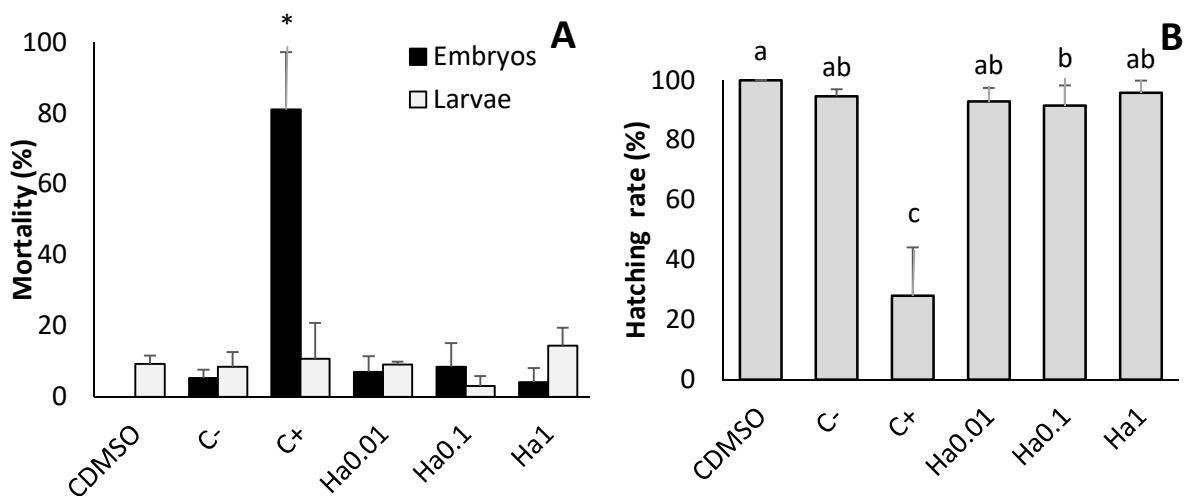 A
*
Embryos
Larvae
Mortality (%)
100
80
60
40
20
0
CDMSO
C-
C+
Ha0.01
Ha0.1
Ha1
B
a
ab
c
ab
b
ab
Hatching rate (%)
100
80
60
40
20
0
CDMSO
C-
C+
Ha0.01
Ha0.1
Ha1